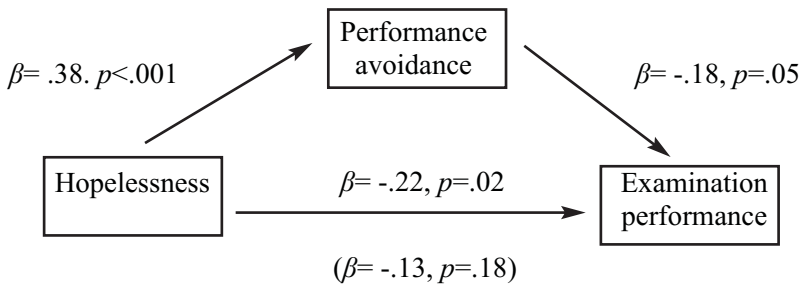 Performance
avoidance
β= .38. p<.001
β= -.18, p=.05
Hopelessness
β= -.22, p=.02
Examination
performance
(β= -.13, p=.18)